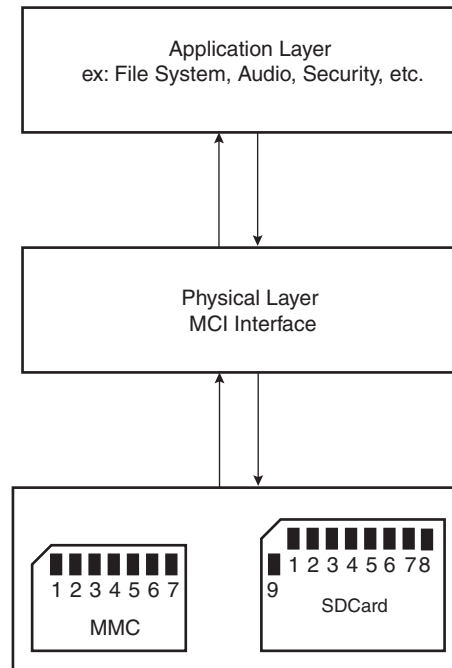 Application Layer
ex: File System, Audio, Security, etc.
Physical Layer
MCI Interface
1 2 3 4 5 6 7
MMC
1 2 3 4 5 6 7 8
9
SDCard